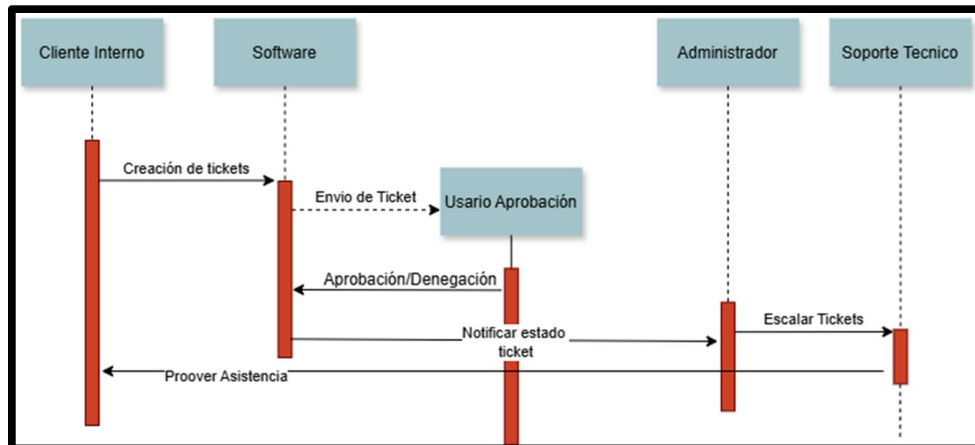 Cliente Interno
Software
Administrador
Soporte Tecnico
Creación de tickets
Envio de Ticket
Usario Aprobación
Aprobación/Denegación
Escalar Tickets
Notificar estado
ticket
Proover Asistencia